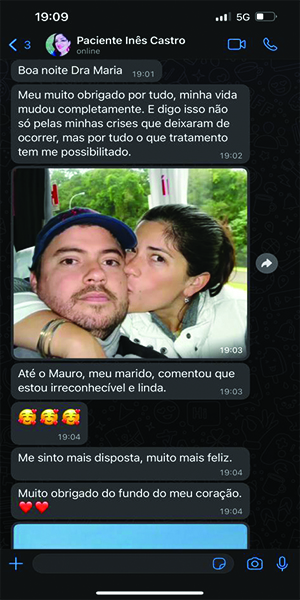 19:09
5G 52
3
Paciente Inês Castro
online
Boa noite Dra Maria
19:01
Meu muito obrigado por tudo, minha vida
mudou completamente. E digo isso não
só pelas minhas crises que deixaram de
ocorrer, mas por tudo o que tratamento
tem me possibilitado.
19:02
19:03
Até o Mauro, meu marido, comentou que
estou irreconhecível e linda.
19:03
🥰🥰🥰
19:04
Me sinto mais disposta, muito mais feliz.
19:04
Muito obrigado do fundo do meu coração.
❤️❤️
19:04